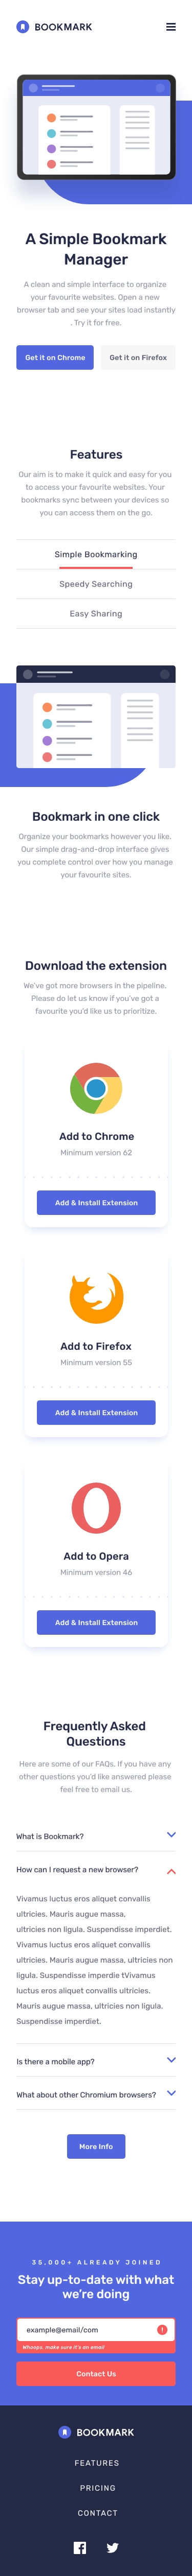 BOOKMARK
A Simple Bookmark
Manager
A clean and simple interface to organize
your favourite websites. Open a new
browser tab and see your sites load instantly
. Try it for free.
Get it on Chrome
Get it on Firefox
Features
Our aim is to make it quick and easy for you
to access your favourite websites. Your
bookmarks sync between your devices so
you can access them on the go.
Simple Bookmarking
Speedy Searching
Easy Sharing
Bookmark in one click
Organize your bookmarks however you like.
Our simple drag-and-drop interface gives
you complete control over how you manage
your favourite sites.
Download the extension
We've got more browsers in the pipeline.
Please do let us know if you've got a
favourite you'd like us to prioritize.
Add to Chrome
Minimum version 62
Add & Install Extension
Add to Firefox
Minimum version 55
Add & Install Extension
Add to Opera
Minimum version 46
Add & Install Extension
Frequently Asked
Questions
Here are some of our FAQs. If you have any
other questions you'd like answered please
feel free to email us.
What is Bookmark?
How can I request a new browser?
Vivamus luctus eros aliquet convallis
ultricies. Mauris augue massa,
ultricies non ligula. Suspendisse imperdiet.
Vivamus luctus eros aliquet convallis
ultricies. Mauris augue massa, ultricies non
ligula. Suspendisse imperdie tVivamus
luctus eros aliquet convallis ultricies.
Mauris augue massa, ultricies non ligula.
Suspendisse imperdiet.
Is there a mobile app?
What about other Chromium browsers?
More Info
35,000+ ALREADY JOINED
Stay up-to-date with what
we're doing
example@email/com
Whoops, make sure it's an email
Contact Us
BOOKMARK
FEATURES
PRICING
CONTACT